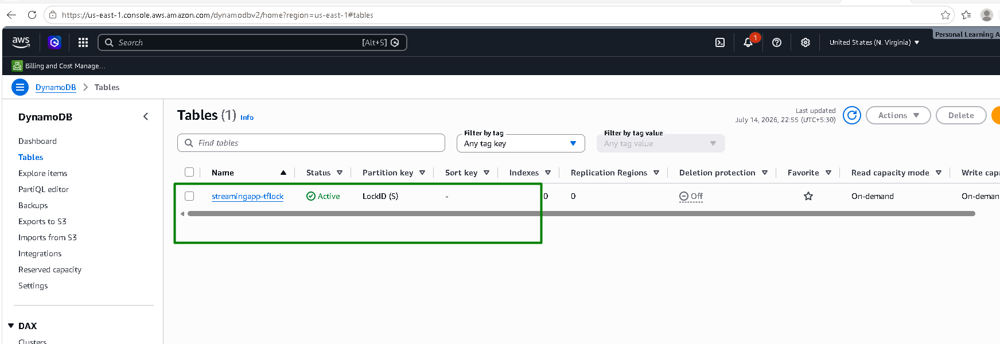 https://us-east-1.console.aws.amazon.com/dynamodbv2/home?region=us-east-1#tables
aws
Search [Alt+S]
1
United States (N. Virginia)
Personal Learning A
Billing and Cost Manage...
DynamoDB > Tables
DynamoDB
Dashboard
Tables
Explore items
PartiQL editor
Backups
Exports to S3
Imports from S3
Integrations
Reserved capacity
Settings
DAX
Clusters
Tables (1) Info
Last updated
July 14, 2026, 22:55 (UTC+5:30)
Actions
Delete
Find tables
Filter by tag
Any tag key
Filter by tag value
Any tag value
Name Status Partition key Sort key Indexes Replication Regions Deletion protection Favorite Read capacity mode Write capa
streamingapp-tflock Active LockID (S) - 0 0 Off On-demand On-deman